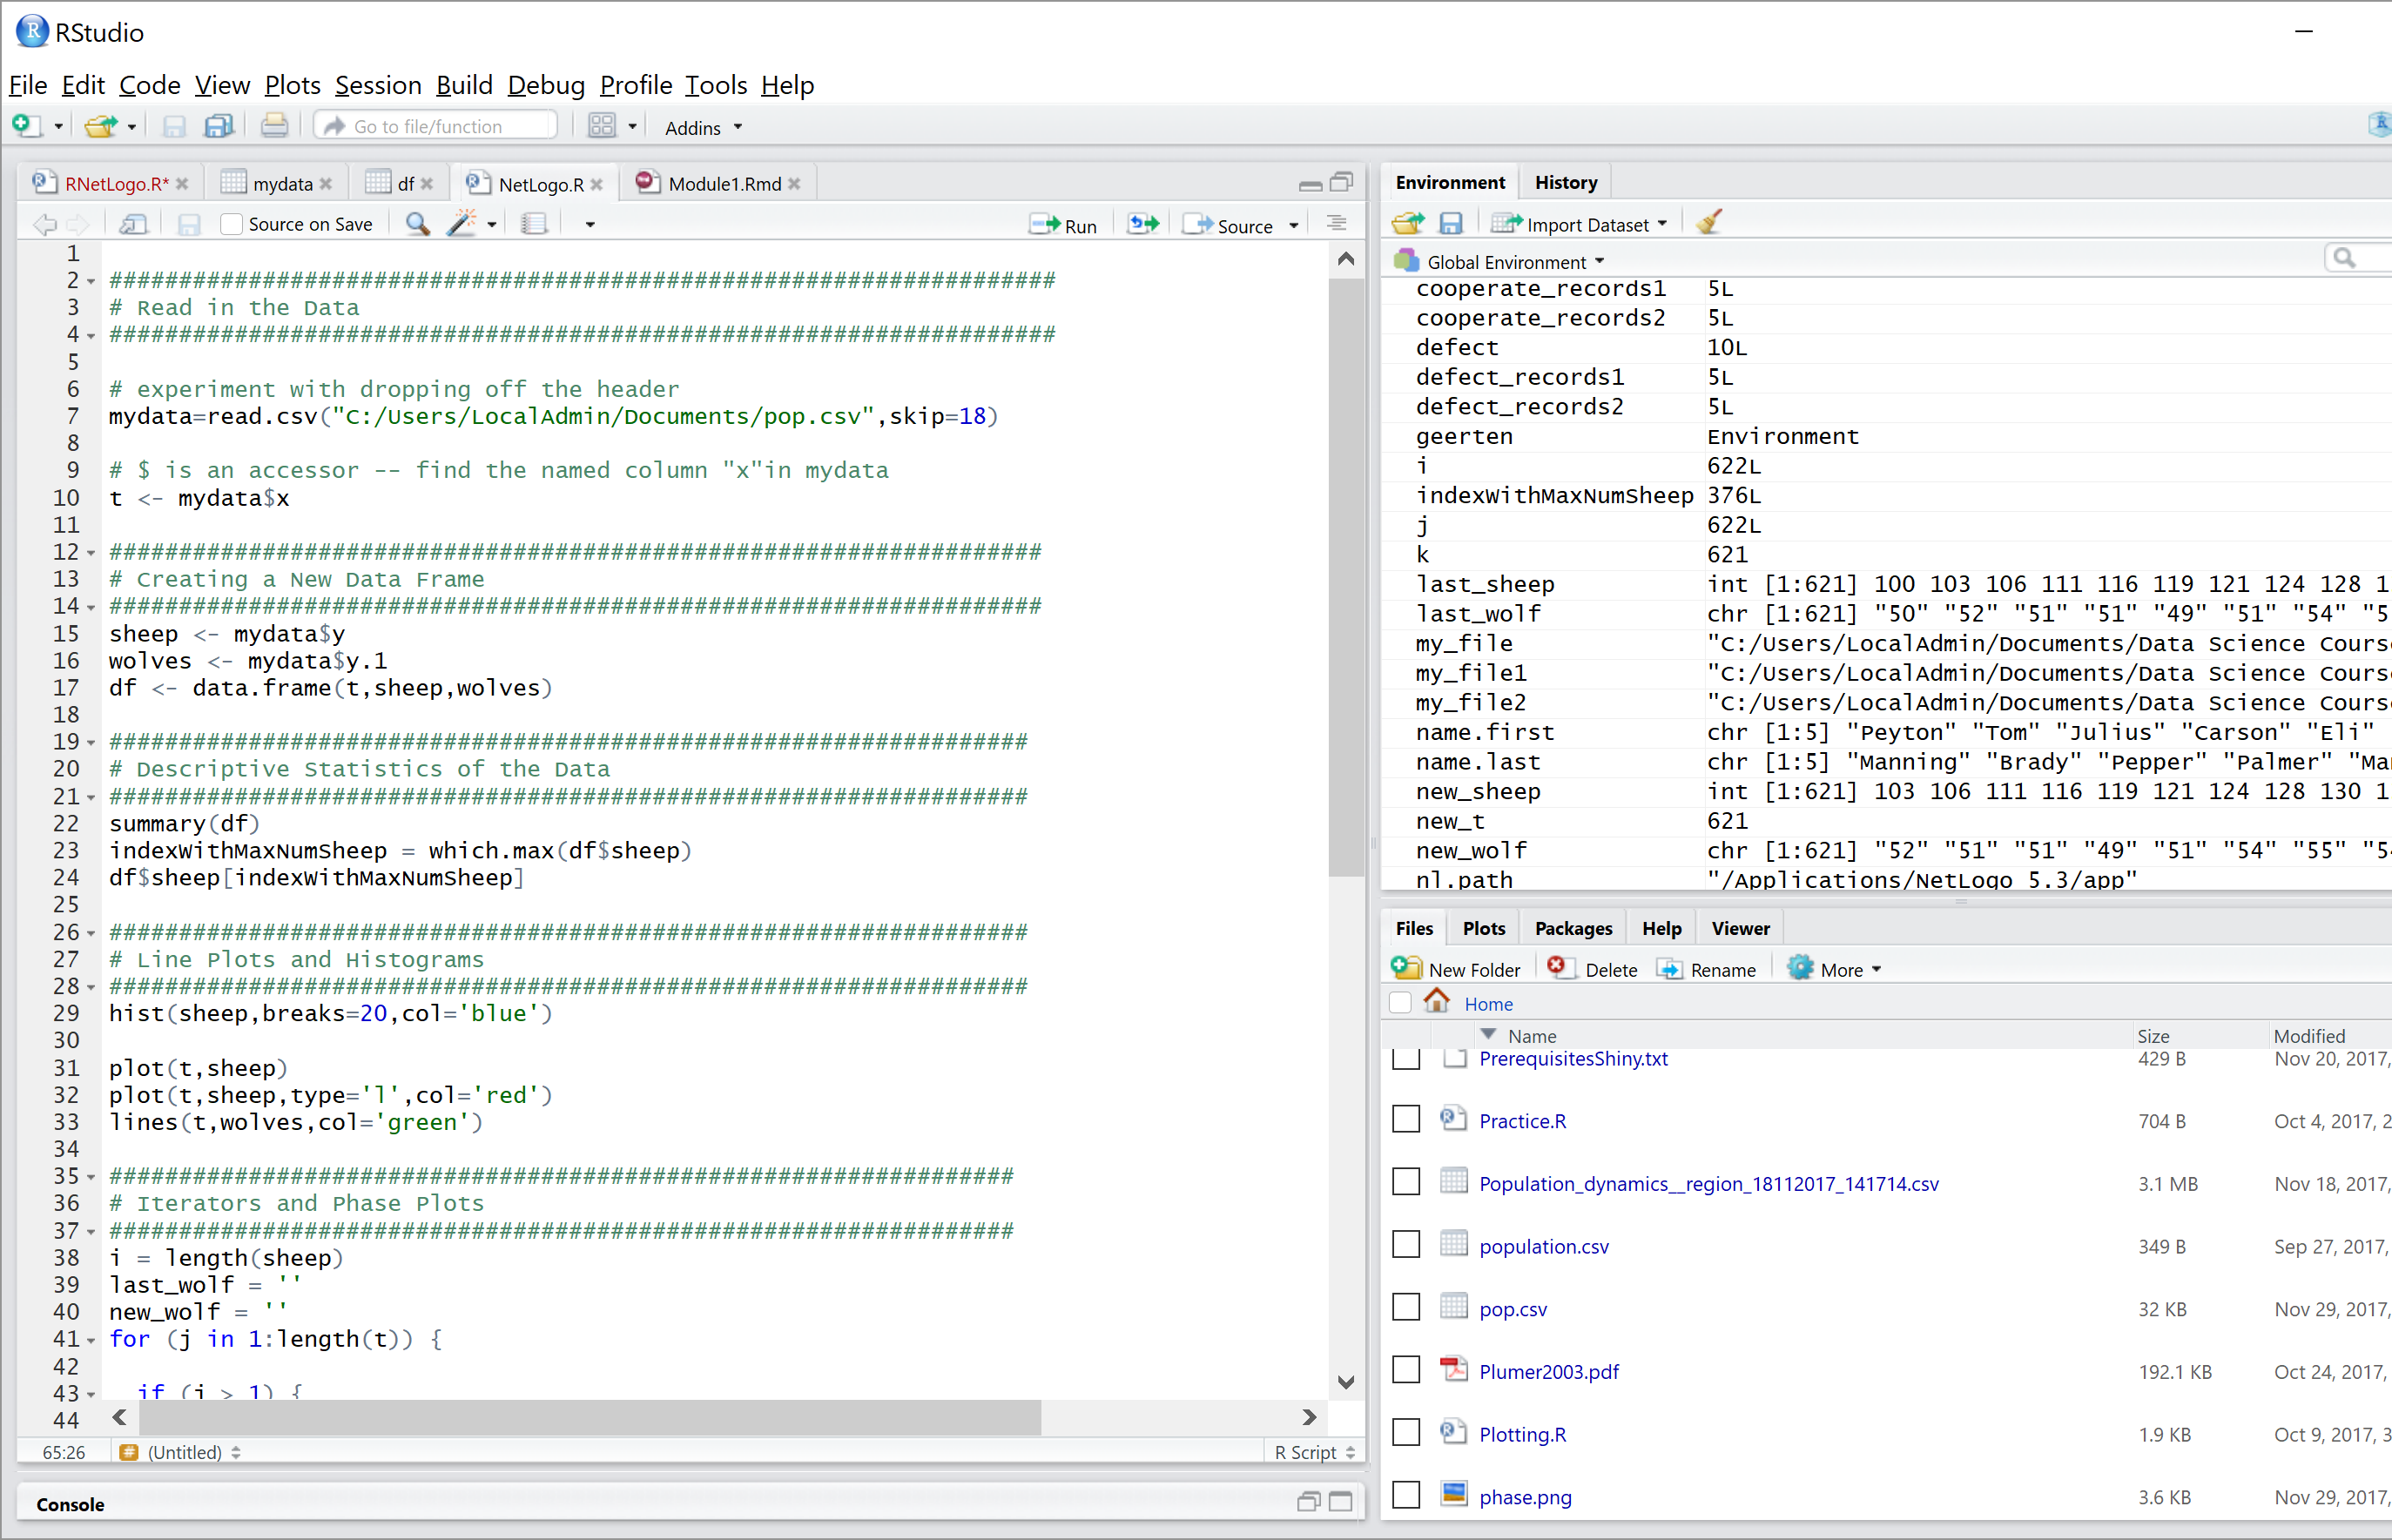 RStudio
File Edit Code View Plots Session Build Debug Profile Tools Help
Go to file/function Addins
RNetLogo.R* mydata df NetLogo.R Module1.Rmd
Source on Save Run Source
1
2 ####################################################################
3 # Read in the Data
4 ####################################################################
5
6 # experiment with dropping off the header
7 mydata=read.csv("C:/Users/LocalAdmin/Documents/pop.csv",skip=18)
8
9 # $ is an accessor -- find the named column "x"in mydata
10 t <- mydata$x
11
12 ###################################################################
13 # Creating a New Data Frame
14 ###################################################################
15 sheep <- mydata$y
16 wolves <- mydata$y.1
17 df <- data.frame(t,sheep,wolves)
18
19 ##################################################################
20 # Descriptive Statistics of the Data
21 ##################################################################
22 summary(df)
23 indexWithMaxNumSheep = which.max(df$sheep)
24 df$sheep[indexWithMaxNumSheep]
25
26 ##################################################################
27 # Line Plots and Histograms
28 ##################################################################
29 hist(sheep,breaks=20,col='blue')
30
31 plot(t,sheep)
32 plot(t,sheep,type='l',col='red')
33 lines(t,wolves,col='green')
34
35 #################################################################
36 # Iterators and Phase Plots
37 #################################################################
38 i = length(sheep)
39 last_wolf = ''
40 new_wolf = ''
41 for (j in 1:length(t)) {
42
43 if (j > 1) {
44
65:26 (Untitled) R Script
Console
Environment History
Import Dataset
Global Environment
cooperate_records1 5L
cooperate_records2 5L
defect 10L
defect_records1 5L
defect_records2 5L
geerten Environment
i 622L
indexWithMaxNumSheep 376L
j 622L
k 621
last_sheep int [1:621] 100 103 106 111 116 119 121 124 128 1
last_wolf chr [1:621] "50" "52" "51" "51" "49" "51" "54" "5
my_file "C:/Users/LocalAdmin/Documents/Data Science Cours
my_file1 "C:/Users/LocalAdmin/Documents/Data Science Cours
my_file2 "C:/Users/LocalAdmin/Documents/Data Science Cours
name.first chr [1:5] "Peyton" "Tom" "Julius" "Carson" "Eli"
name.last chr [1:5] "Manning" "Brady" "Pepper" "Palmer" "Ma
new_sheep int [1:621] 103 106 111 116 119 121 124 128 130 1
new_t 621
new_wolf chr [1:621] "52" "51" "51" "49" "51" "54" "55" "54
nl.path "/Applications/NetLogo 5.3/app"
Files Plots Packages Help Viewer
New Folder Delete Rename More
Home
Name Size Modified
PrerequisitesShiny.txt 429 B Nov 20, 2017,
Practice.R 704 B Oct 4, 2017, 2
Population_dynamics__region_18112017_141714.csv 3.1 MB Nov 18, 2017,
population.csv 349 B Sep 27, 2017,
pop.csv 32 KB Nov 29, 2017,
Plumer2003.pdf 192.1 KB Oct 24, 2017,
Plotting.R 1.9 KB Oct 9, 2017, 3
phase.png 3.6 KB Nov 29, 2017,